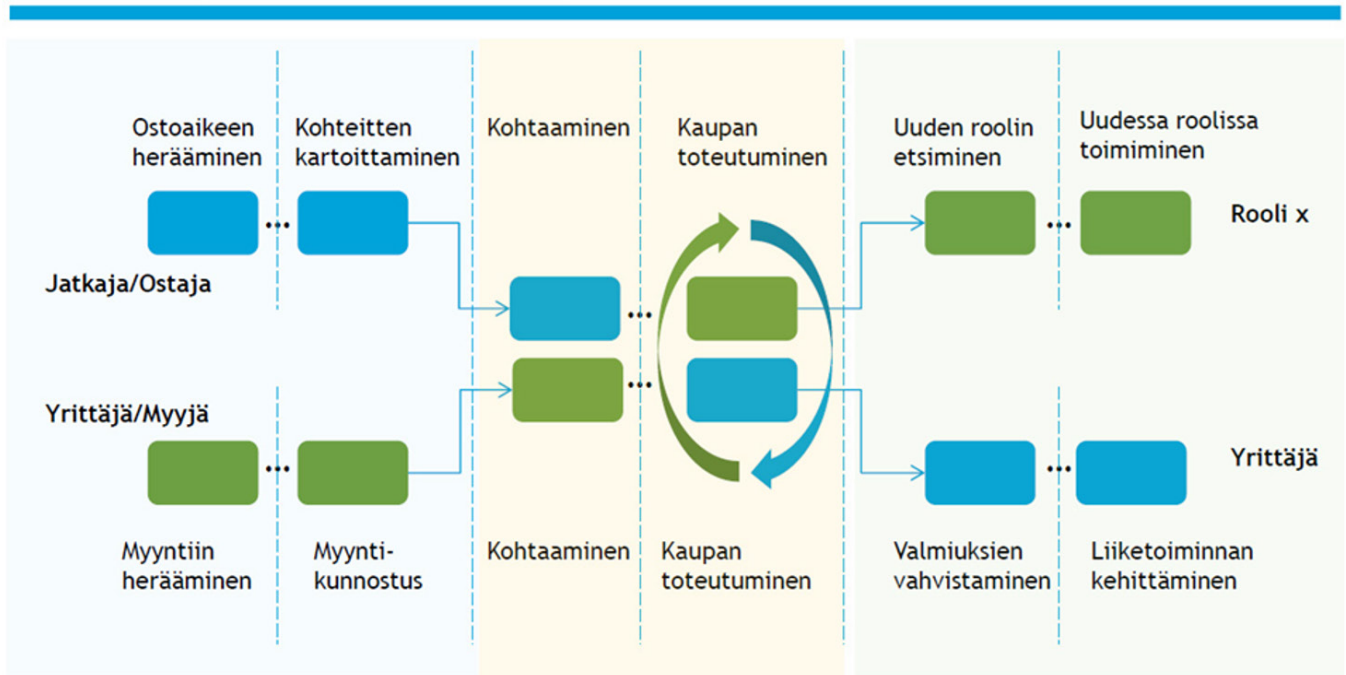 Ostoaikeen
herääminen
Kohteitten
kartoittaminen
Kohtaaminen
Kaupan
toteutuminen
Uuden roolin
etsiminen
Uudessa roolissa
toimiminen
...
...
Rooli x
Jatkaja/Ostaja
...
...
Yrittäjä/Myyjä
...
...
Yrittäjä
Myyntiin
herääminen
Myynti-
kunnostus
Kohtaaminen
Kaupan
toteutuminen
Valmiuksien
vahvistaminen
Liiketoiminnan
kehittäminen